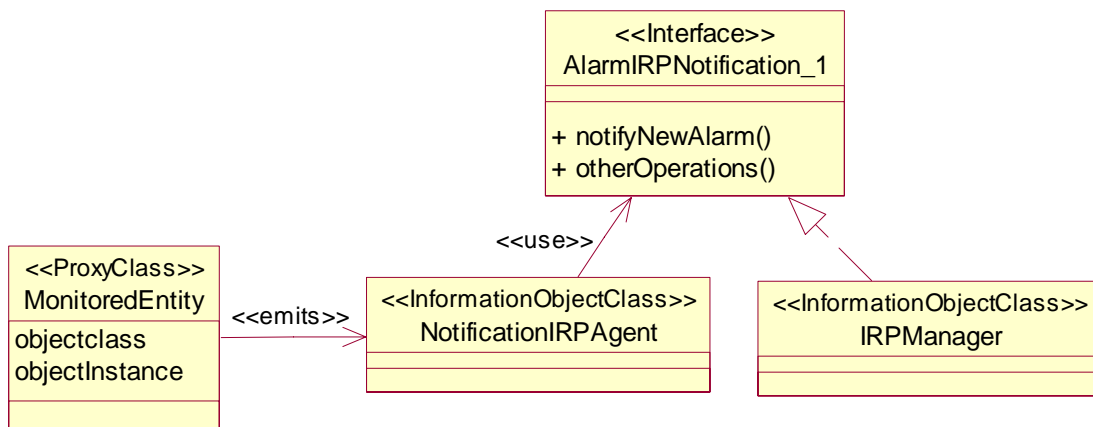 <<Interface>>
AlarmIRPNotification_1
+ notifyNewAlarm()
+ otherOperations()
<<use>>
<<ProxyClass>>
MonitoredEntity
objectclass
objectInstance
<<emits>>
<<InformationObjectClass>>
NotificationIRPAgent
<<InformationObjectClass>>
IRPManager